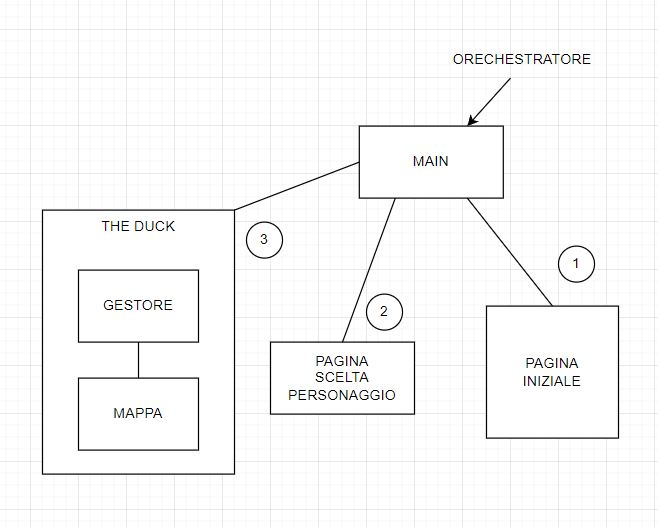 ORECHESTRATORE
MAIN
THE DUCK
3
1
GESTORE
2
PAGINA
SCELTA
PERSONAGGIO
PAGINA
INIZIALE
MAPPA